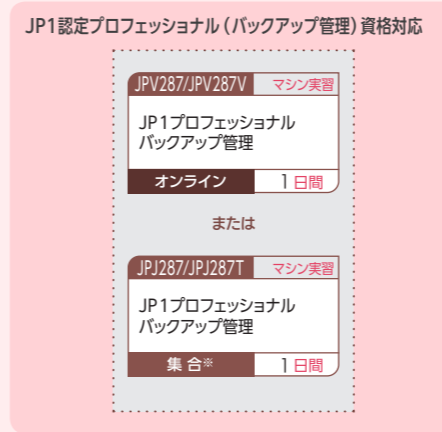 JP1認定プロフェッショナル（バックアップ管理）資格対応
JPV287/JPV287V マシン実習
JP1プロフェッショナル
バックアップ管理
オンライン 1日間
または
JPJ287/JPJ287T マシン実習
JP1プロフェッショナル
バックアップ管理
集合※ 1日間